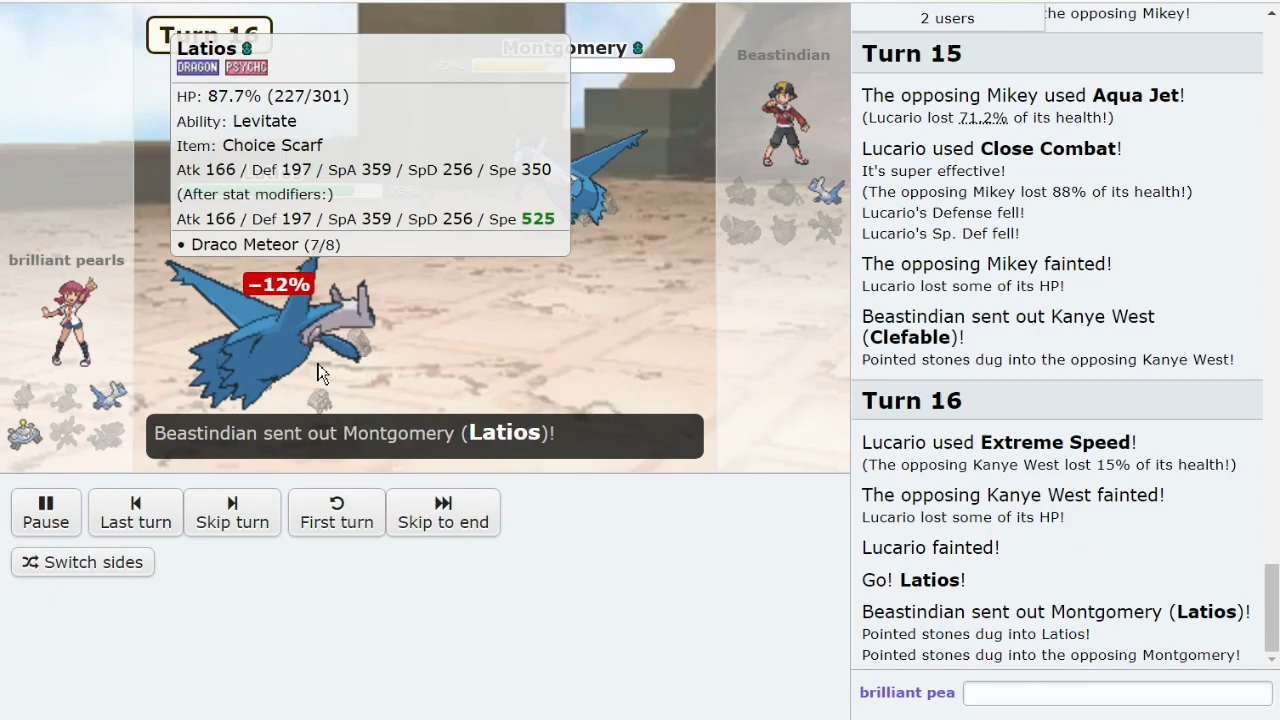 Turn 16
Latios
DRAGON PSYCHC
HP: 87.7% (227/301)
Ability: Levitate
Item: Choice Scarf
Atk 166 / Def 197 / SpA 359 / SpD 256 / Spe 350
(After stat modifiers:)
Atk 166 / Def 197 / SpA 359 / SpD 256 / Spe 525
• Draco Meteor (7/8)
Montgomery
Beastindian
brilliant pearls
−12%
Beastindian sent out Montgomery (Latios)!
Pause
Last turn
Skip turn
First turn
Skip to end
Switch sides
2 users
the opposing Mikey!
Turn 15
The opposing Mikey used Aqua Jet!
(Lucario lost 71.2% of its health!)
Lucario used Close Combat!
It's super effective!
(The opposing Mikey lost 88% of its health!)
Lucario's Defense fell!
Lucario's Sp. Def fell!
The opposing Mikey fainted!
Lucario lost some of its HP!
Beastindian sent out Kanye West
(Clefable)!
Pointed stones dug into the opposing Kanye West!
Turn 16
Lucario used Extreme Speed!
(The opposing Kanye West lost 15% of its health!)
The opposing Kanye West fainted!
Lucario lost some of its HP!
Lucario fainted!
Go! Latios!
Beastindian sent out Montgomery (Latios)!
Pointed stones dug into Latios!
Pointed stones dug into the opposing Montgomery!
brilliant pea